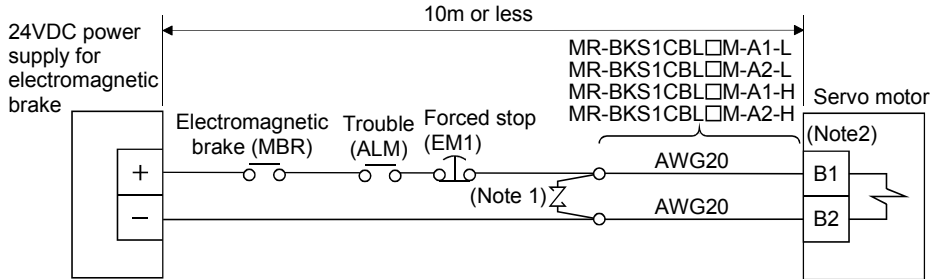 10m or less
24VDC power
supply for
electromagnetic
brake
MR-BKS1CBL□M-A1-L
MR-BKS1CBL□M-A2-L
MR-BKS1CBL□M-A1-H
MR-BKS1CBL□M-A2-H
Servo motor
Electromagnetic
brake (MBR)
Trouble
(ALM)
Forced stop
(EM1)
(Note2)
+
AWG20
B1
(Note 1)
−
AWG20
B2